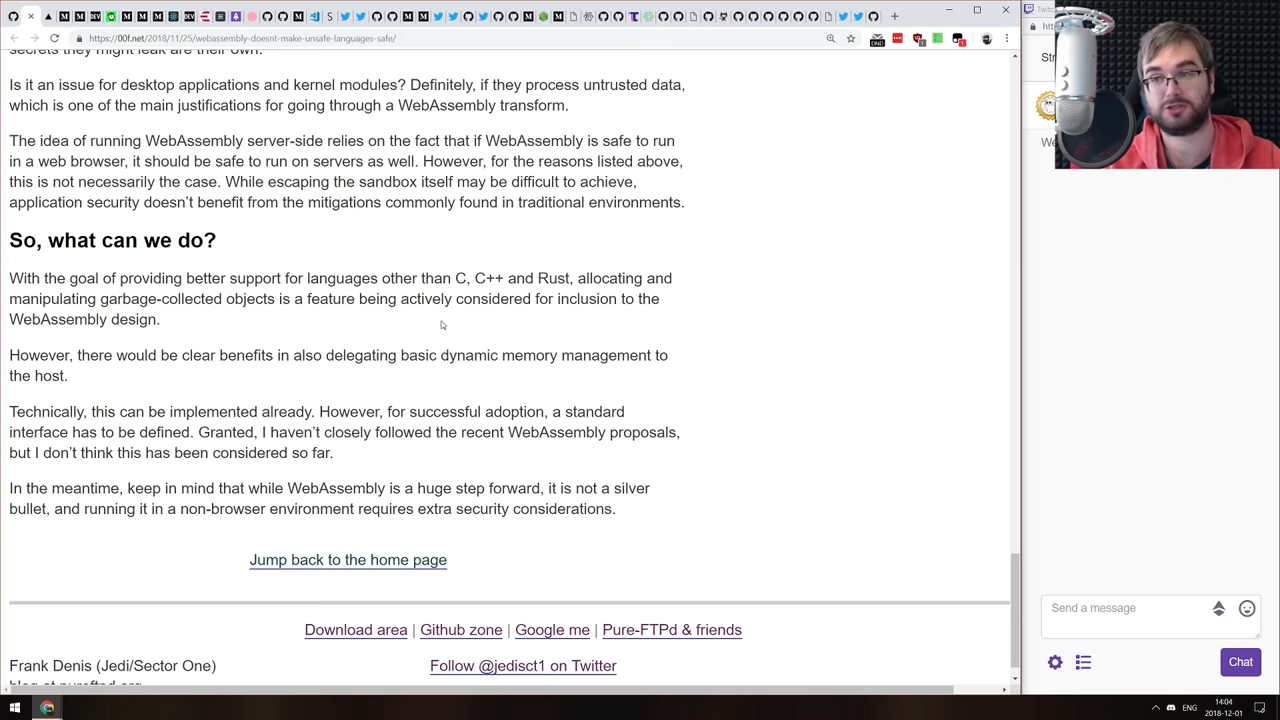 https://00f.net/2018/11/25/webassembly-doesnt-make-unsafe-languages-safe/
secrets they might leak are their own.
Is it an issue for desktop applications and kernel modules? Definitely, if they process untrusted data,
which is one of the main justifications for going through a WebAssembly transform.
The idea of running WebAssembly server-side relies on the fact that if WebAssembly is safe to run
in a web browser, it should be safe to run on servers as well. However, for the reasons listed above,
this is not necessarily the case. While escaping the sandbox itself may be difficult to achieve,
application security doesn’t benefit from the mitigations commonly found in traditional environments.
So, what can we do?
With the goal of providing better support for languages other than C, C++ and Rust, allocating and
manipulating garbage-collected objects is a feature being actively considered for inclusion to the
WebAssembly design.
However, there would be clear benefits in also delegating basic dynamic memory management to
the host.
Technically, this can be implemented already. However, for successful adoption, a standard
interface has to be defined. Granted, I haven’t closely followed the recent WebAssembly proposals,
but I don’t think this has been considered so far.
In the meantime, keep in mind that while WebAssembly is a huge step forward, it is not a silver
bullet, and running it in a non-browser environment requires extra security considerations.
Jump back to the home page
Download area | Github zone | Google me | Pure-FTPd & friends
Frank Denis (Jedi/Sector One)
Follow @jedisct1 on Twitter
Send a message
Chat
ENG
14:04
2018-12-01